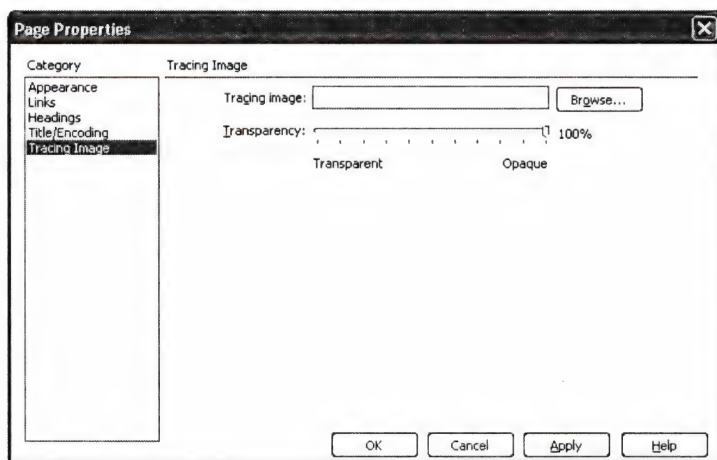 Page Properties
Category
Appearance
Links
Headings
Title/Encoding
Tracing Image
Tracing Image
Tracing image:
Browse...
Transparency:
100%
Transparent
Opaque
OK
Cancel
Apply
Help